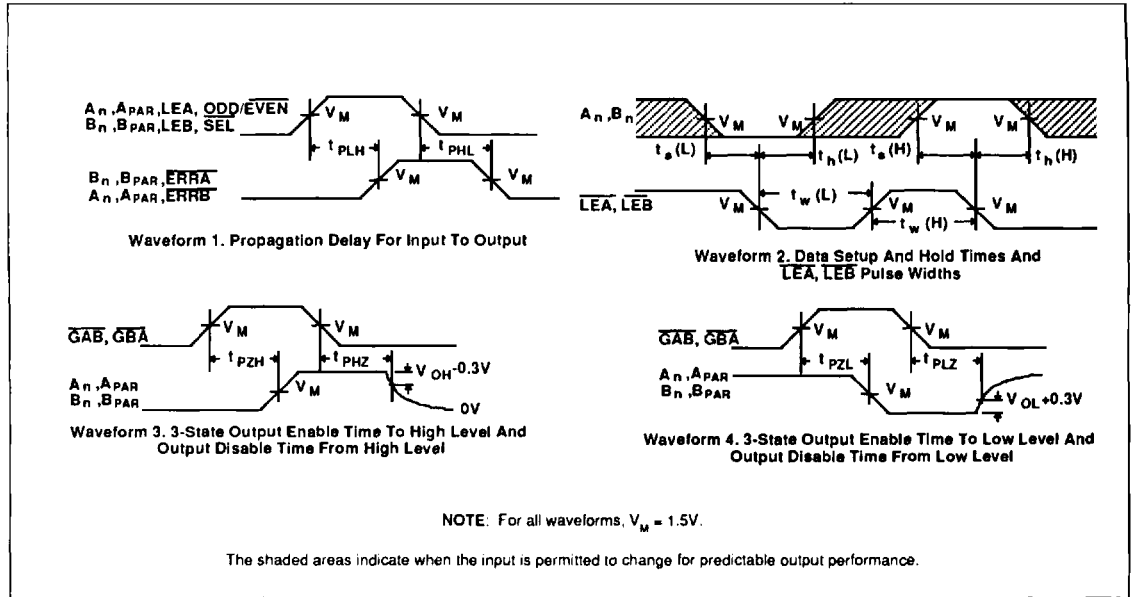 An, APAR, LEA, ODD/EVEN
Bn, BPAR, LEB, SEL
VM
VM
tPLH
tPHL
Bn, BPAR, ERRA
An, APAR, ERRB
VM
VM
Waveform 1. Propagation Delay For Input To Output
An, Bn
VM
VM
VM
VM
ts(L)
th(L)
ts(H)
th(H)
LEA, LEB
VM
tw(L)
VM
tw(H)
VM
Waveform 2. Data Setup And Hold Times And
LEA, LEB Pulse Widths
GAB, GBA
VM
VM
tPZH
tPHZ
An, APAR
Bn, BPAR
VM
VOH-0.3V
0V
Waveform 3. 3-State Output Enable Time To High Level And
Output Disable Time From High Level
GAB, GBA
VM
VM
tPZL
tPLZ
An, APAR
Bn, BPAR
VM
VOL+0.3V
Waveform 4. 3-State Output Enable Time To Low Level And
Output Disable Time From Low Level
NOTE: For all waveforms, VM = 1.5V.
The shaded areas indicate when the input is permitted to change for predictable output performance.